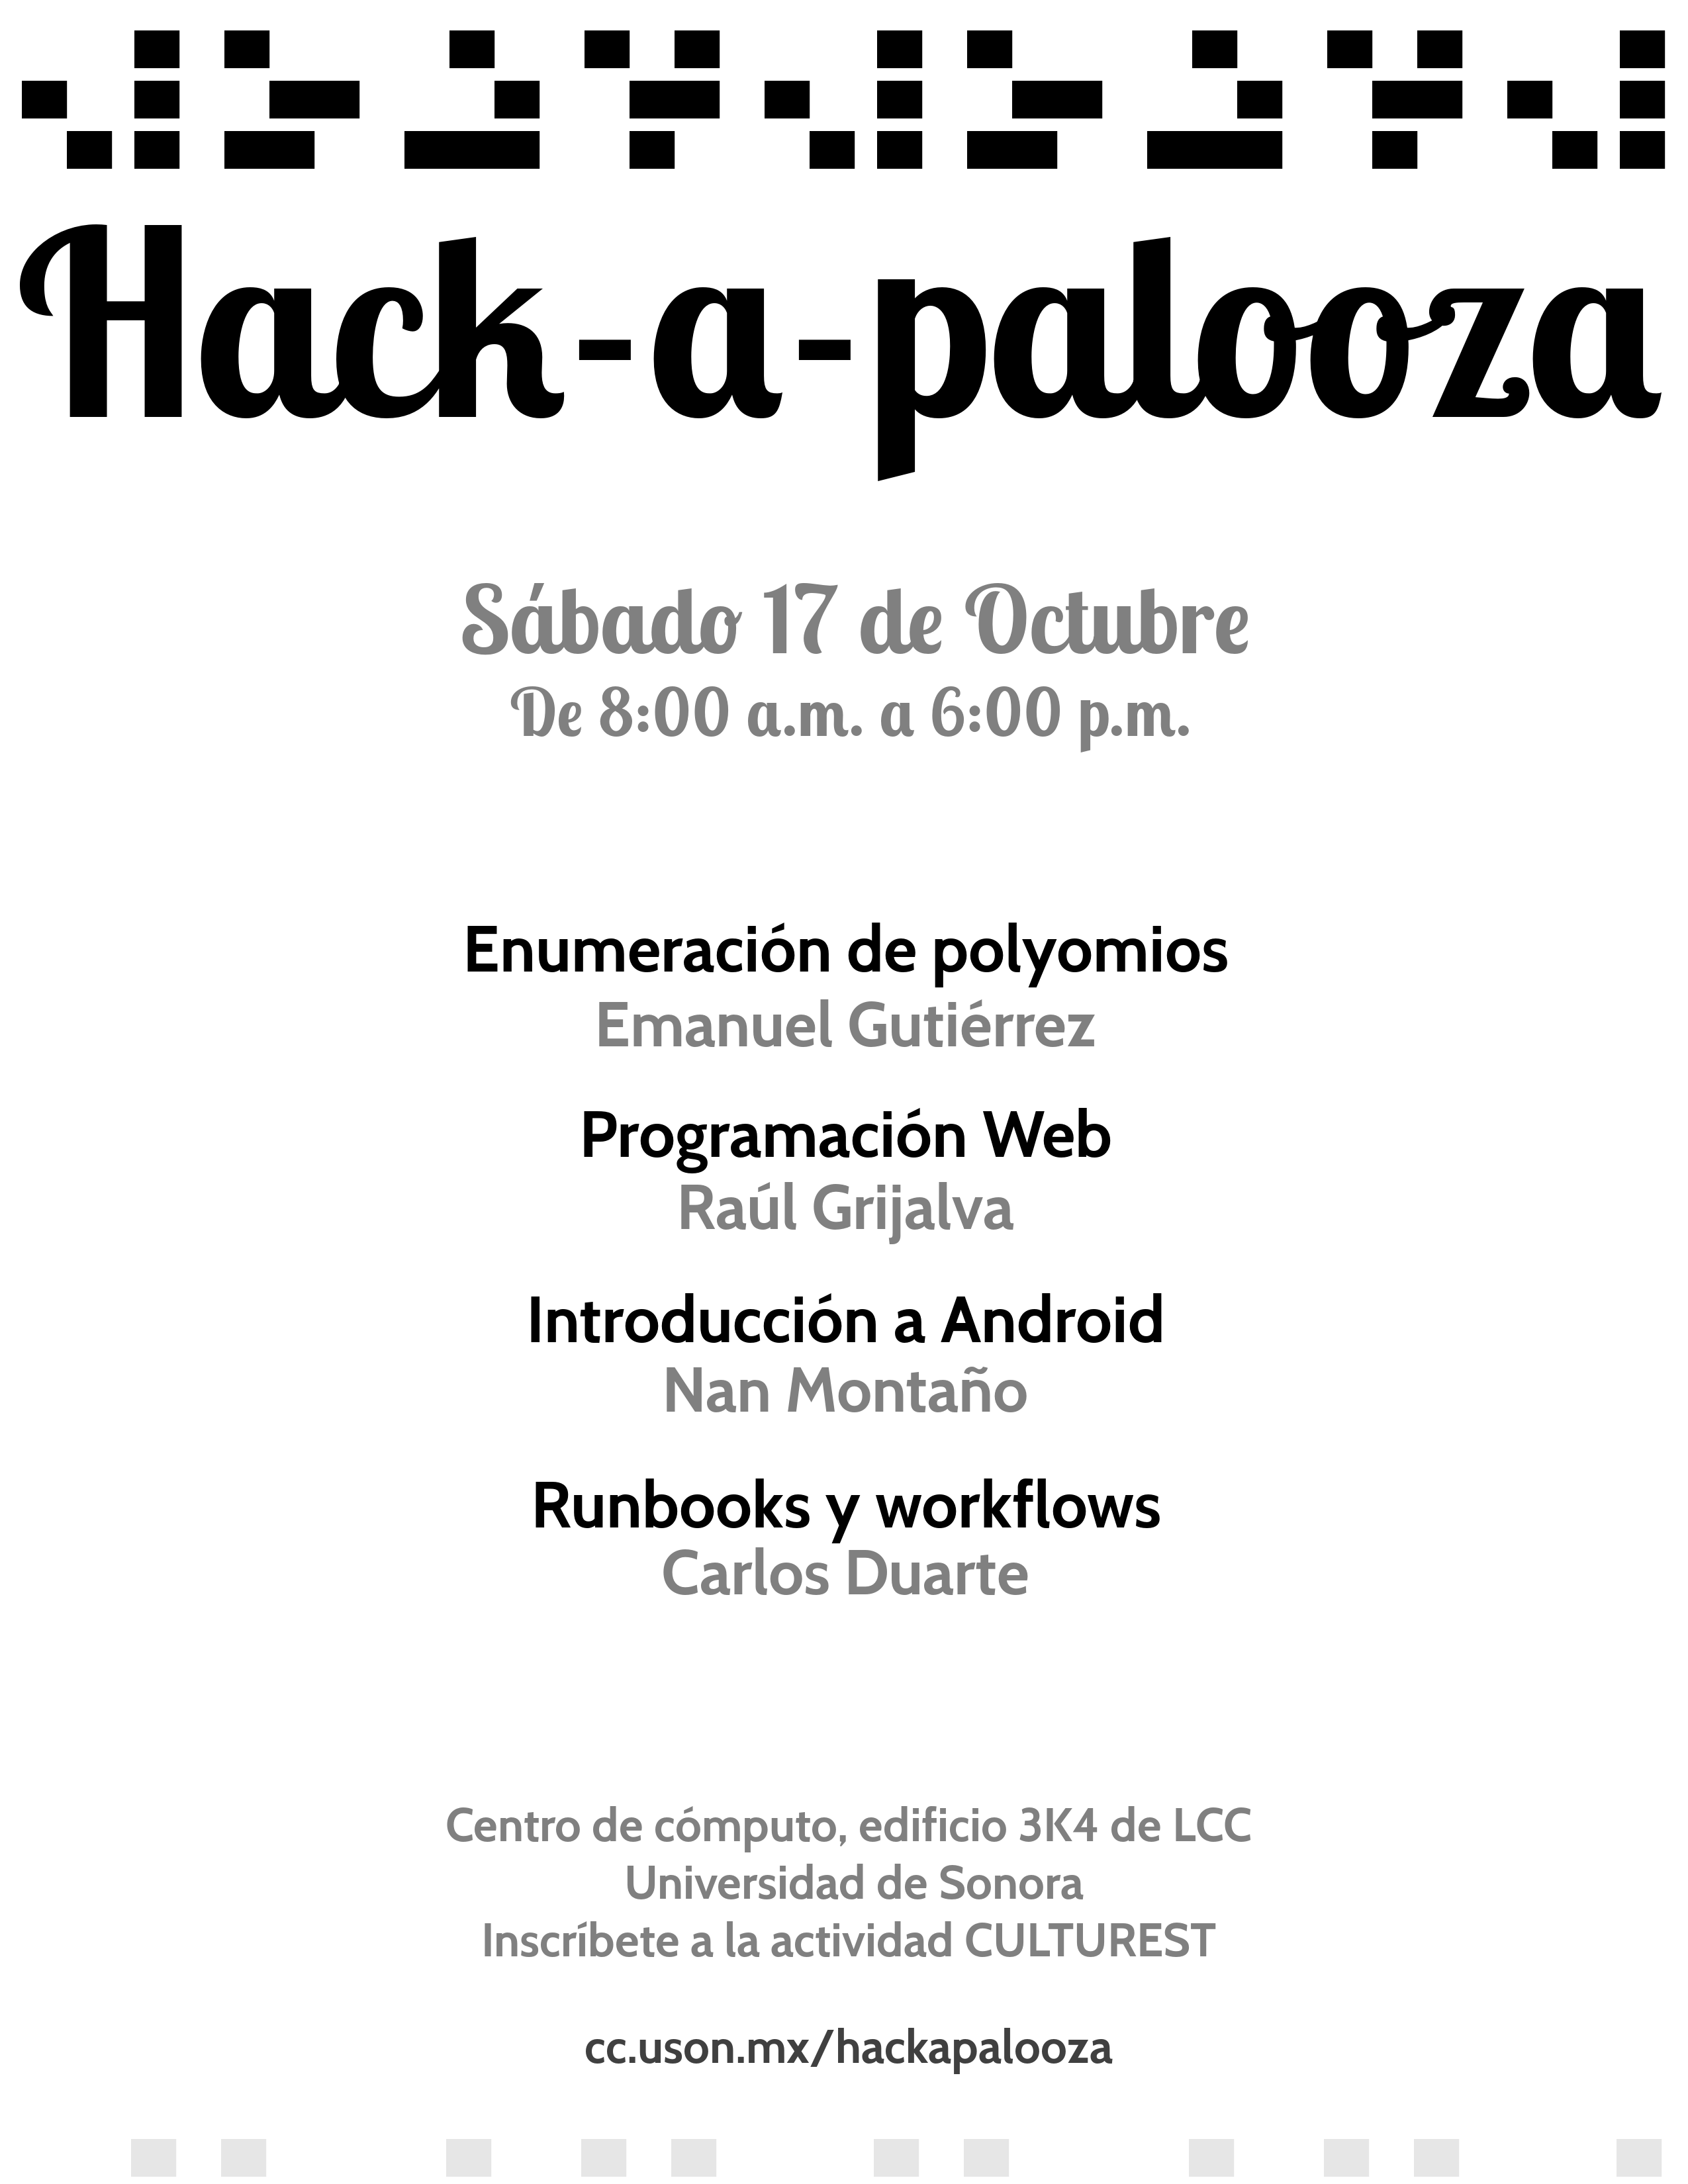 Hack-a-palooza
Sábado 17 de Octubre
De 8:00 a.m. a 6:00 p.m.
Enumeración de polyomios
Emanuel Gutiérrez
Programación Web
Raúl Grijalva
Introducción a Android
Nan Montaño
Runbooks y workflows
Carlos Duarte
Centro de cómputo, edificio 3K4 de LCC
Universidad de Sonora
Inscríbete a la actividad CULTUREST
cc.uson.mx/hackapalooza